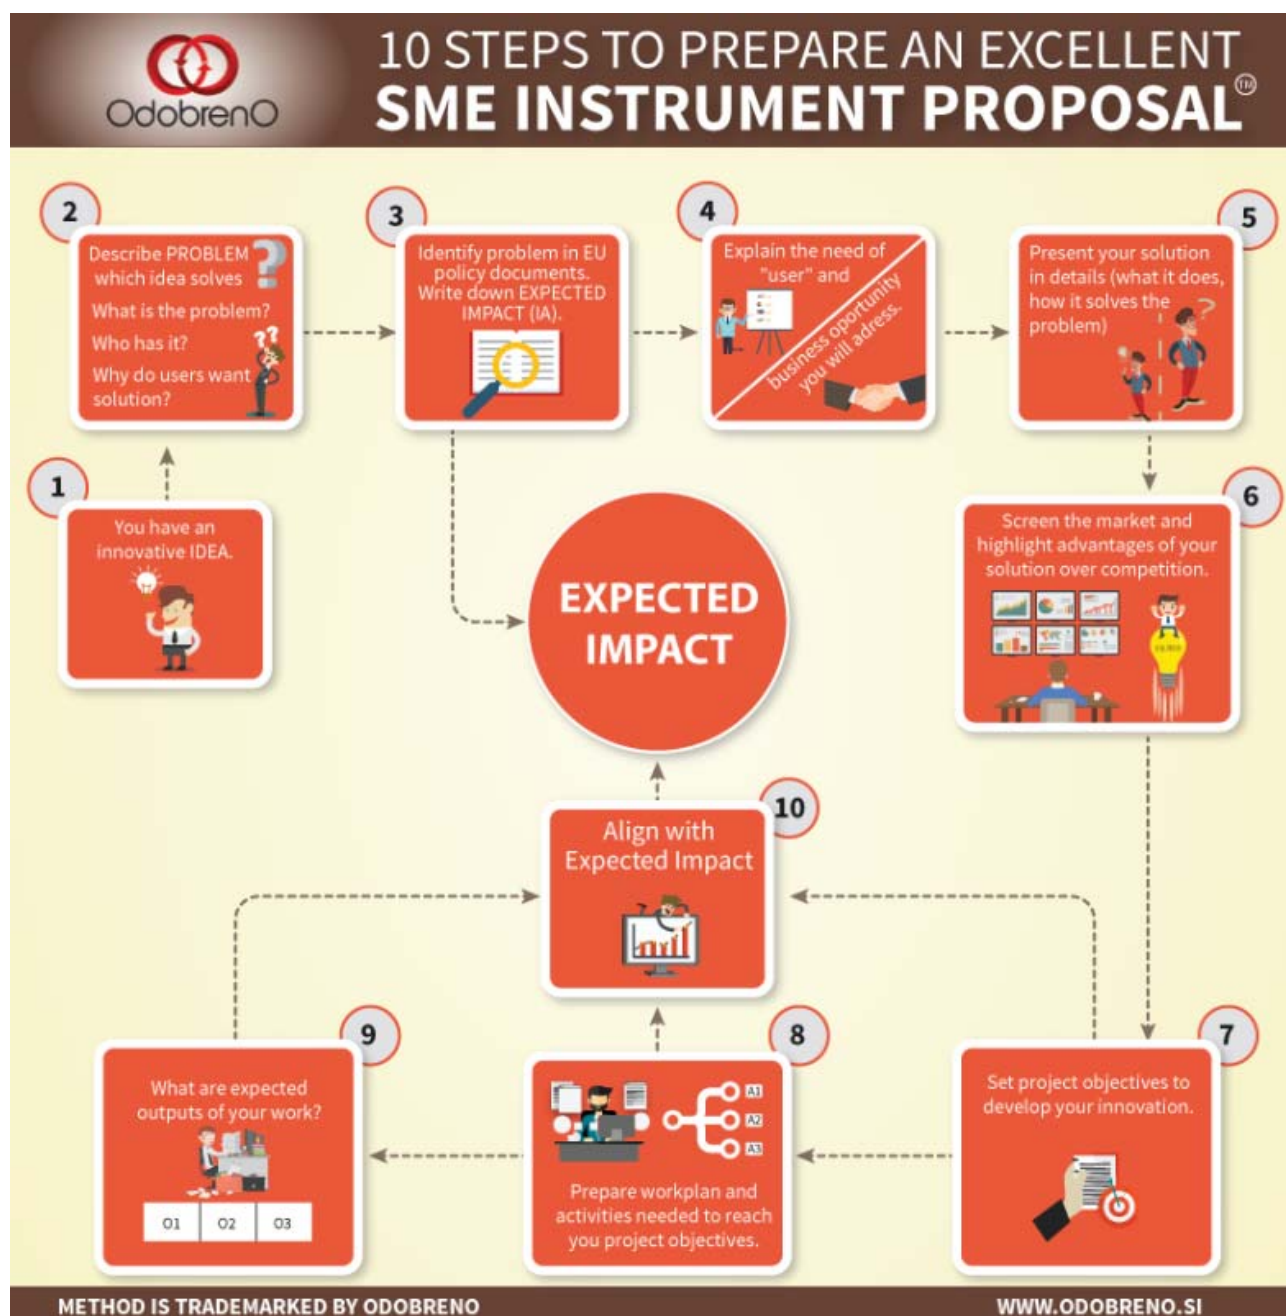 OdobrenO
10 STEPS TO PREPARE AN EXCELLENT
SME INSTRUMENT PROPOSAL™
2
Describe PROBLEM
which idea solves
What is the problem?
Who has it?
Why do users want
solution?
3
Identify problem in EU
policy documents.
Write down EXPECTED
IMPACT (IA).
4
Explain the need of
"user" and
business oportunity
you will adress.
5
Present your solution
in details (what it does,
how it solves the
problem)
1
You have an
innovative IDEA.
6
Screen the market and
highlight advantages of your
solution over competition.
EXPECTED
IMPACT
10
Align with
Expected Impact
9
What are expected
outputs of your work?
O1 O2 O3
8
A1
A2
A3
Prepare workplan and
activities needed to reach
you project objectives.
7
Set project objectives to
develop your innovation.
METHOD IS TRADEMARKED BY ODOBRENO
WWW.ODOBRENO.SI